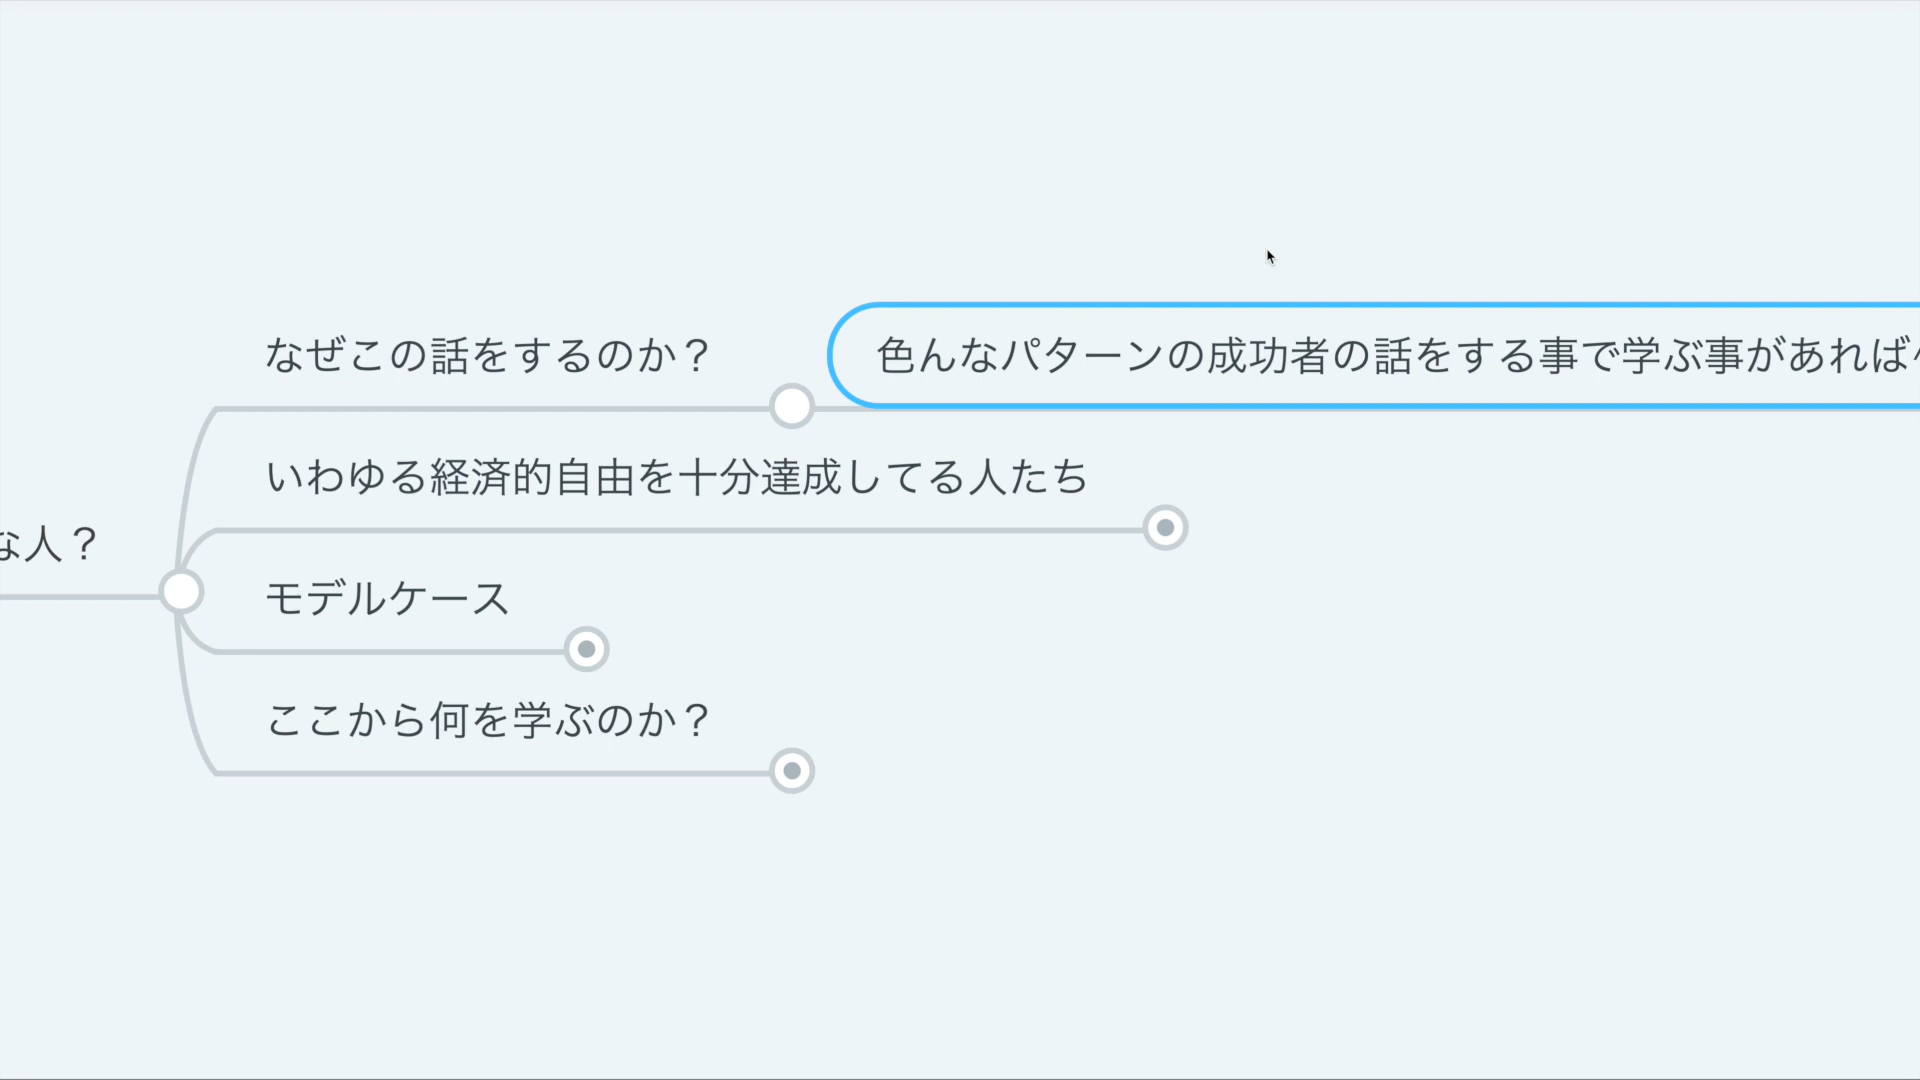 なぜこの話をするのか？
色んなパターンの成功者の話をする事で学ぶ事があれば
いわゆる経済的自由を十分達成してる人たち
な人？
モデルケース
ここから何を学ぶのか？